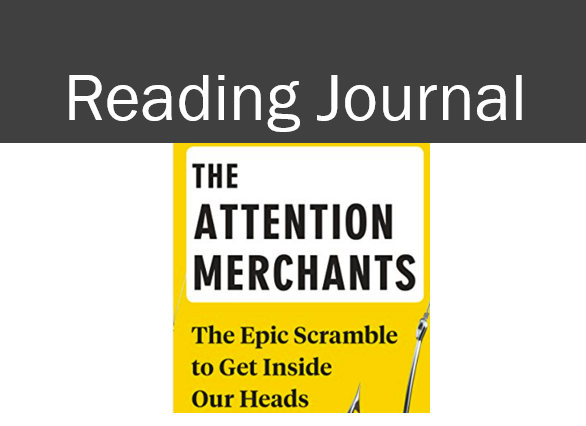 Reading Journal
THE
ATTENTION
MERCHANTS
The Epic Scramble
to Get Inside
Our Heads